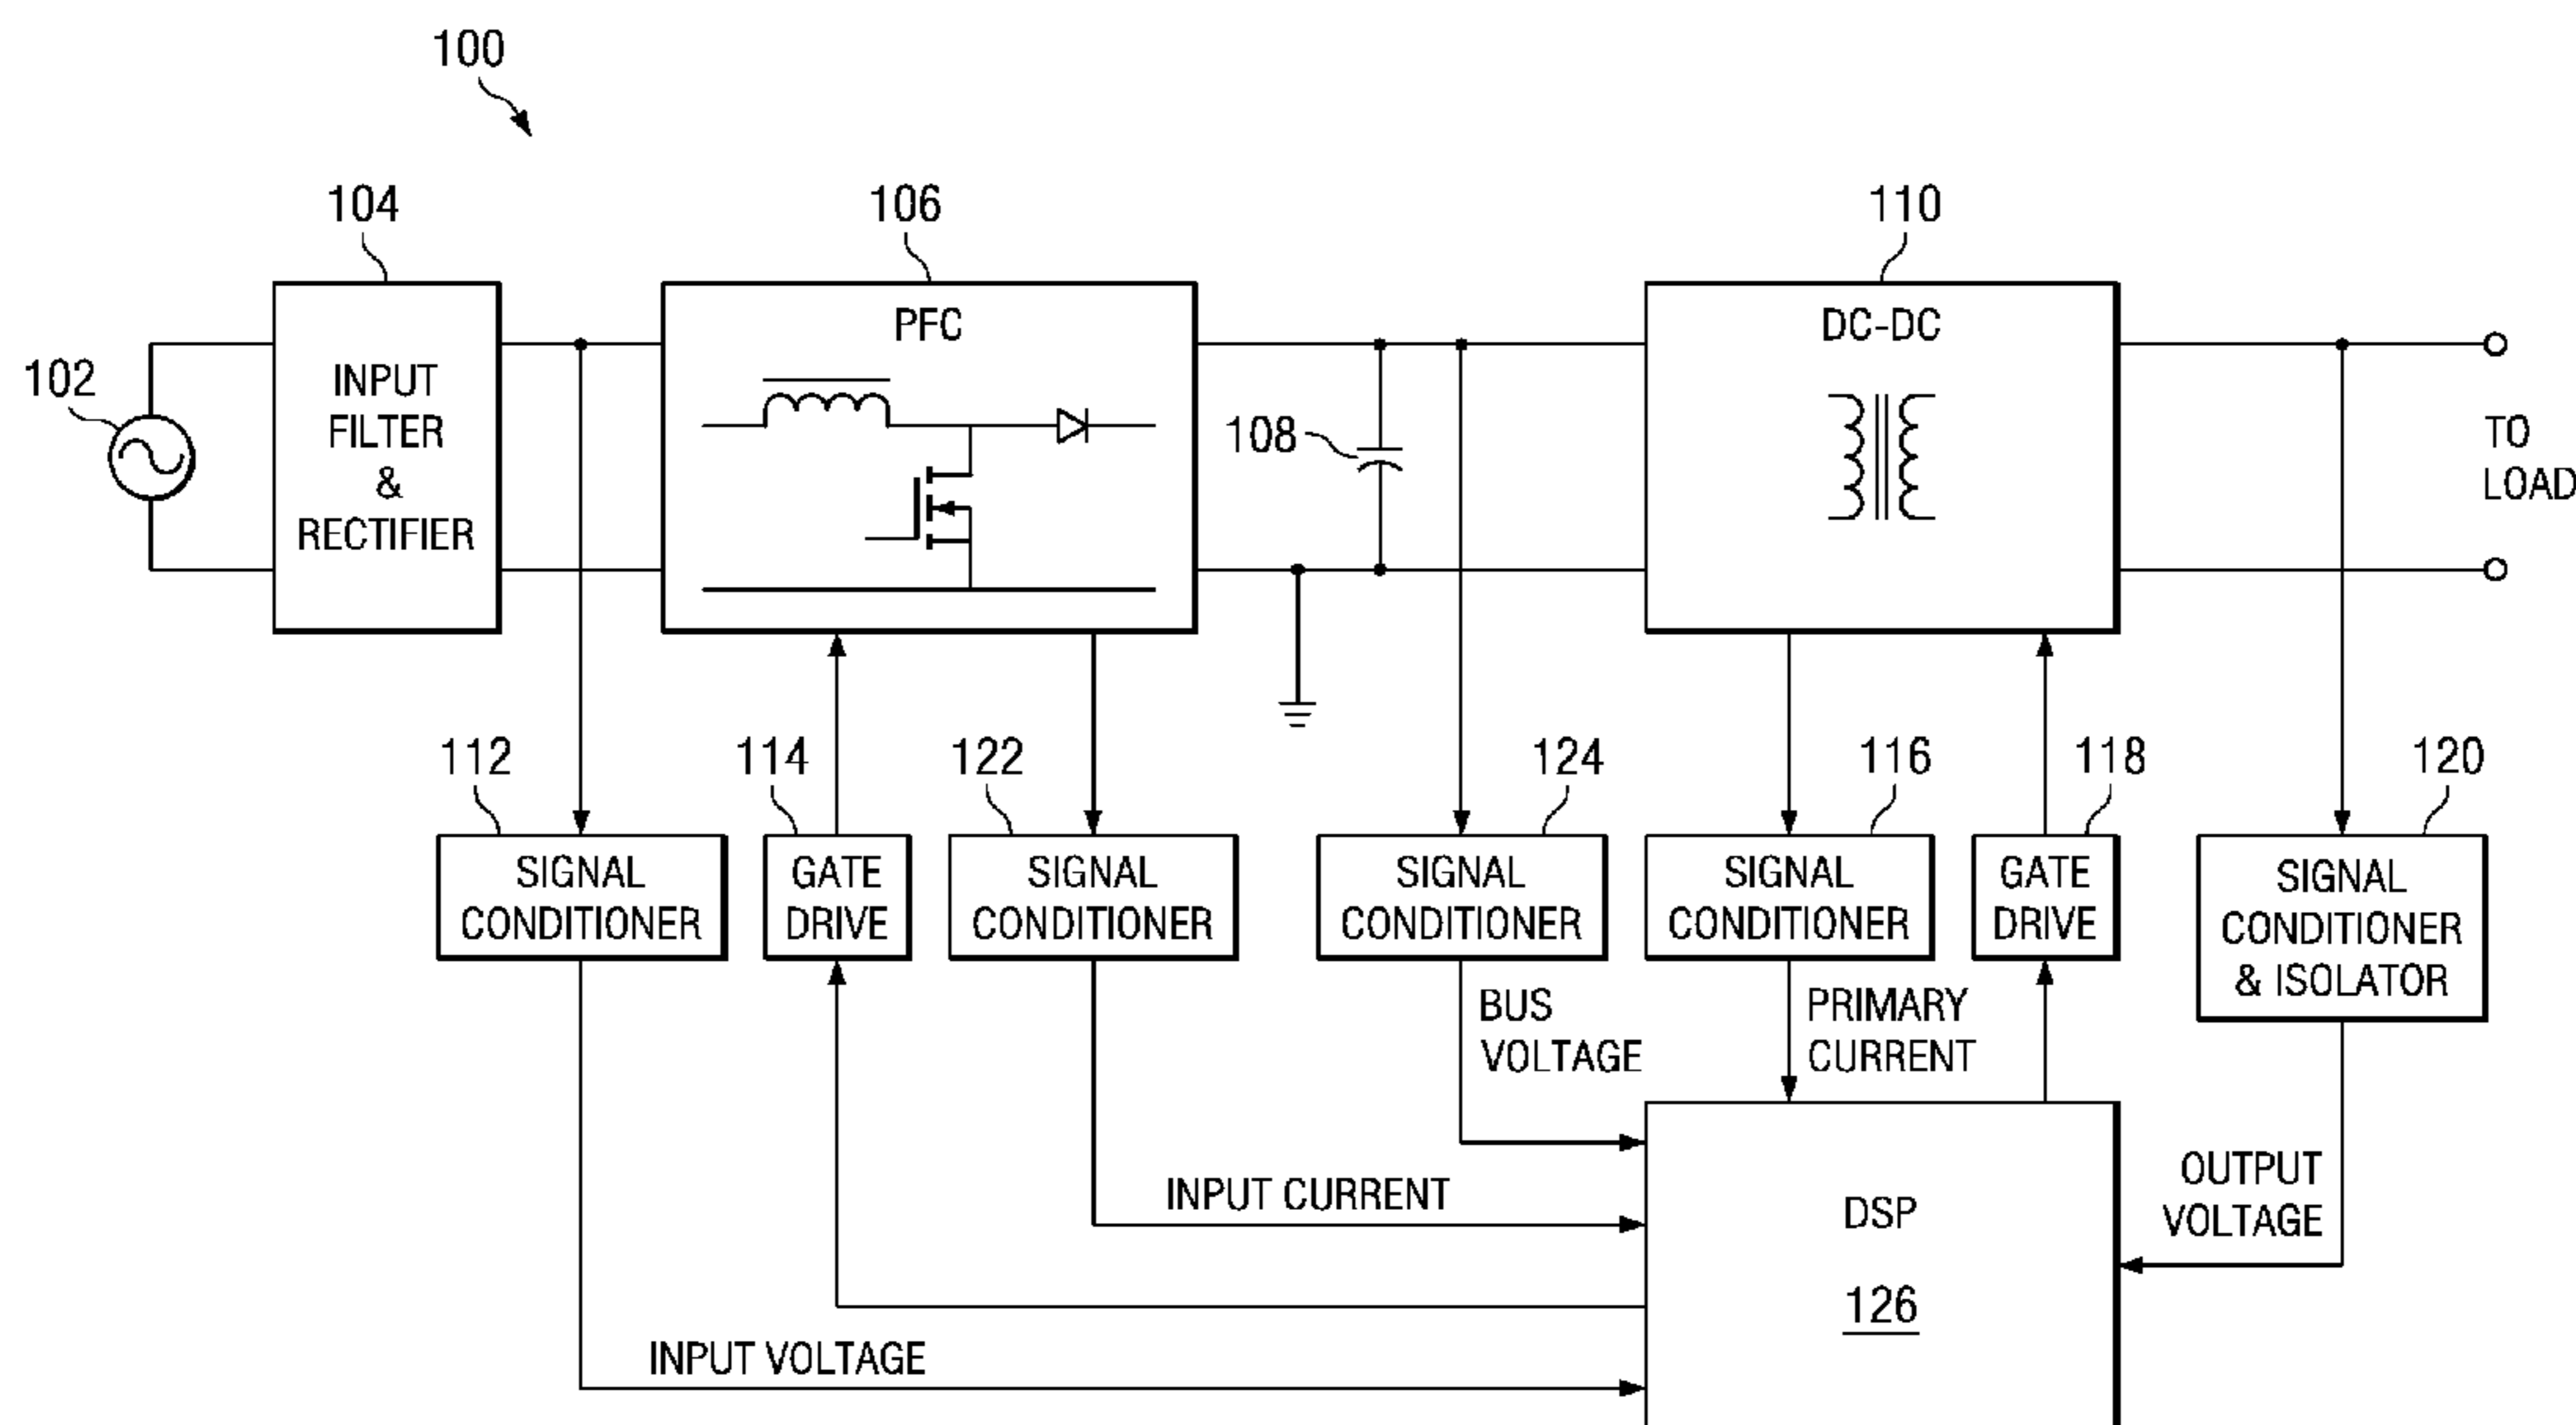 100
104
106
110
102
INPUT
FILTER
&
RECTIFIER
PFC
108
DC-DC
TO
LOAD
112
114
122
124
116
118
120
SIGNAL
CONDITIONER
GATE
DRIVE
SIGNAL
CONDITIONER
SIGNAL
CONDITIONER
SIGNAL
CONDITIONER
GATE
DRIVE
SIGNAL
CONDITIONER
& ISOLATOR
BUS
VOLTAGE
PRIMARY
CURRENT
INPUT CURRENT
OUTPUT
VOLTAGE
DSP
126
INPUT VOLTAGE